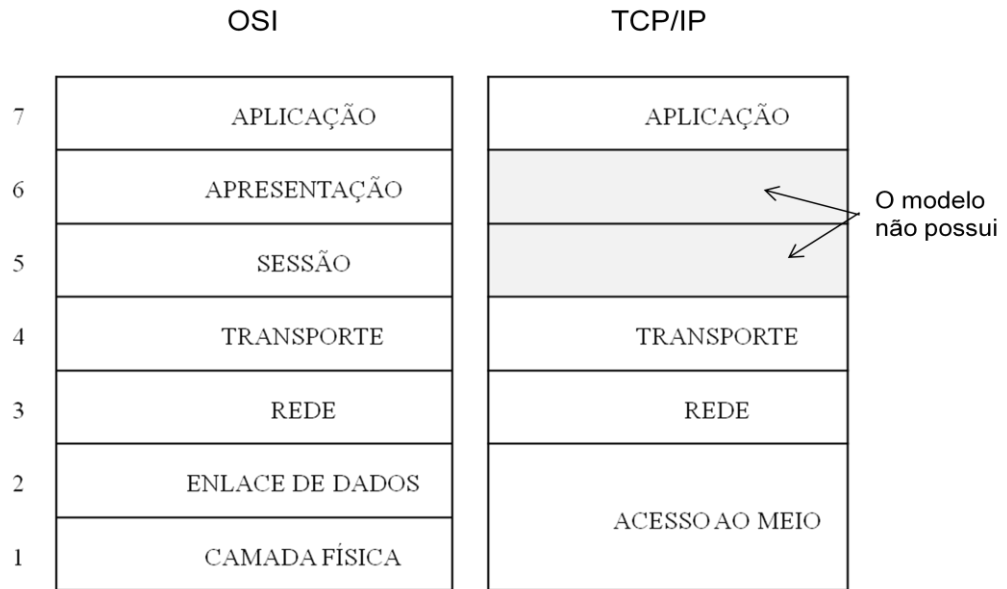 OSI
TCP/IP
7
APLICAÇÃO
APLICAÇÃO
6
APRESENTAÇÃO
O modelo
não possui
5
SESSÃO
4
TRANSPORTE
TRANSPORTE
3
REDE
REDE
2
ENLACE DE DADOS
ACESSO AO MEIO
1
CAMADA FÍSICA